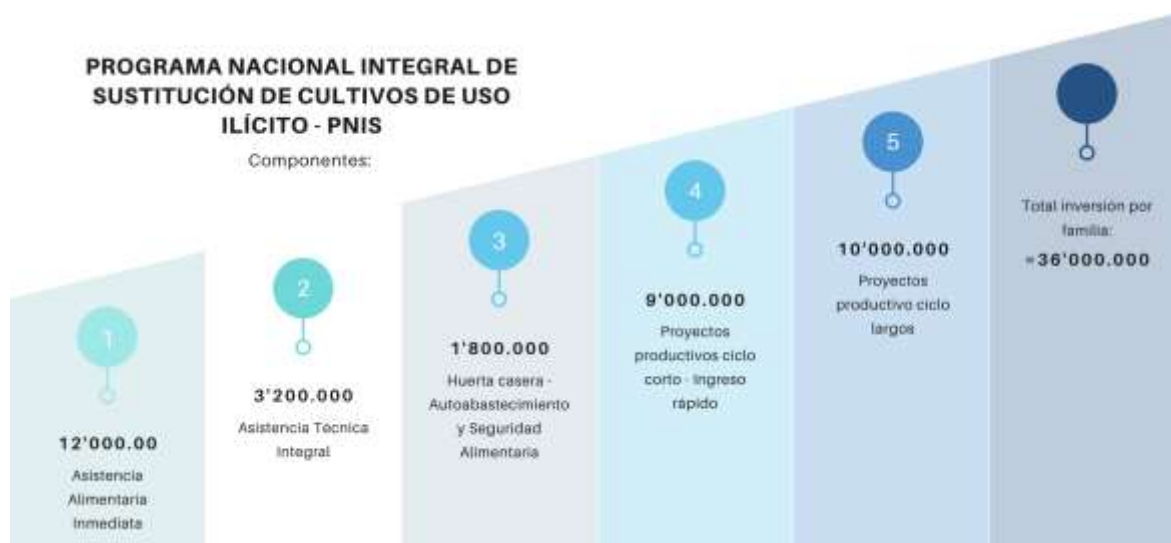 PROGRAMA NACIONAL INTEGRAL DE
SUSTITUCIÓN DE CULTIVOS DE USO
ILÍCITO - PNIS
Componentes:
1
12'000.00
Asistencia
Alimentaria
Inmediata
2
3'200.000
Asistencia Técnica
Integral
3
1'800.000
Huerta casera -
Autoabastecimiento
y Seguridad
Alimentaria
4
9'000.000
Proyectos
productivos ciclo
corto - Ingreso
rápido
5
10'000.000
Proyectos
productivo ciclo
largos
Total inversión por
familia:
=36'000.000